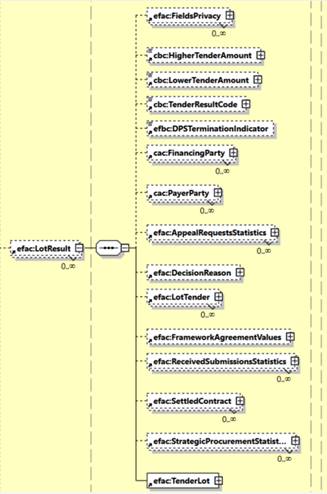 efac:FieldsPrivacy
0..∞
cbc:HigherTenderAmount
cbc:LowerTenderAmount
cbc:TenderResultCode
efbc:DPSTerminationIndicator
cac:FinancingParty
0..∞
cac:PayerParty
0..∞
efac:AppealRequestsStatistics
0..∞
efac:LotResult
0..∞
efac:DecisionReason
efac:LotTender
0..∞
efac:FrameworkAgreementValues
efac:ReceivedSubmissionsStatistics
0..∞
efac:SettledContract
0..∞
efac:StrategicProcurementStatist...
0..∞
efac:TenderLot